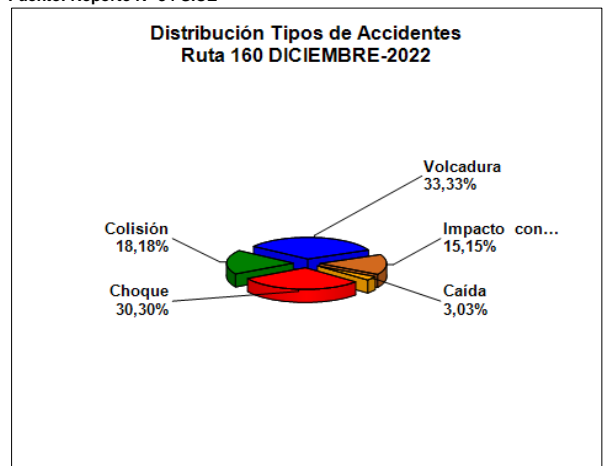 Distribución Tipos de Accidentes
Ruta 160 DICIEMBRE-2022
Volcadura
33,33%
Colisión
18,18%
Impacto con...
15,15%
Choque
30,30%
Caída
3,03%